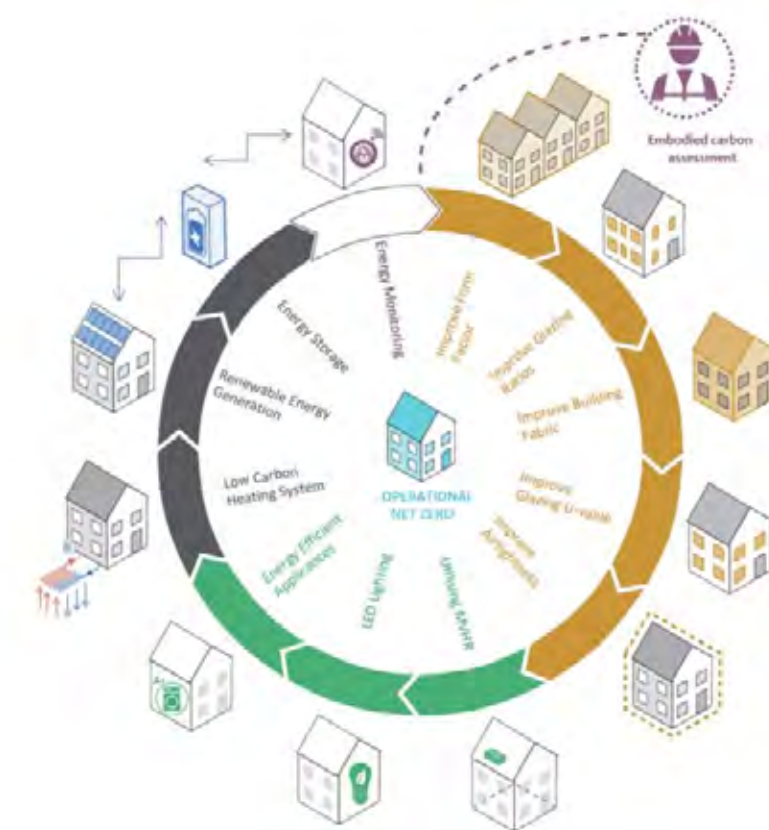 Embodied carbon
assessment
Energy Monitoring
Improve Form
Factor
Improve Glazing
Ratios
Improve Building
Fabric
Improve
Glazing U-value
Improve
Airtightness
Utilising MVHR
LED Lighting
Energy Efficient
Appliances
Low Carbon
Heating System
Renewable Energy
Generation
Energy Storage
OPERATIONAL
NET ZERO